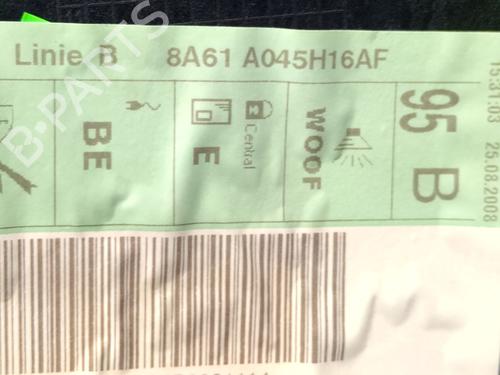 Linie B 8A61 A045H16AF
BE
E
Central
WOOF
95 B
15:31:03 25.08.2008
B-PARTS